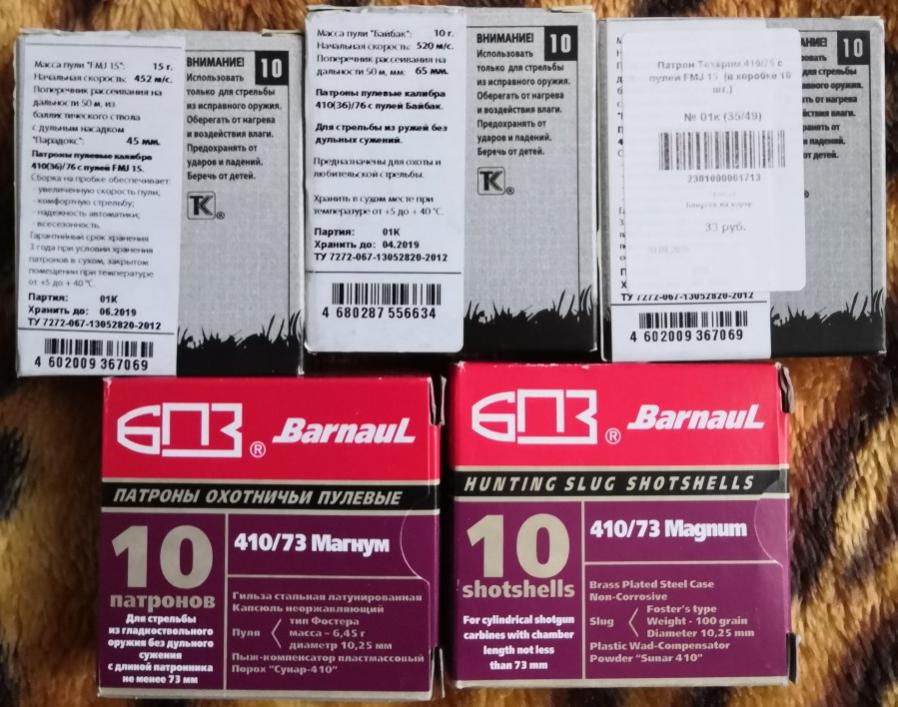 Масса пули "FMJ 15": 15 г.
Начальная скорость: 452 м/с.
Поперечник рассеивания на
дальности 50 м, из
баллистического ствола
с дульным насадком
"Парадокс": 45 мм.
Патроны пулевые калибра
410(36)/76 с пулей FMJ 15.
Сборка на пробке обеспечивает:
- увеличенную скорость пули;
- комфортную стрельбу;
- надежность автоматики;
- всесезонность.
Гарантийный срок хранения
3 года при условии хранения
патронов в сухом, закрытом
помещении при температуре
от +5 до + 40 °C.
Партия: 01К
Хранить до: 06.2019
ТУ 7272-067-13052820-2012
4 602009 367069
ВНИМАНИЕ!
10
Использовать
только для стрельбы
из исправного оружия.
Оберегать от нагрева
и воздействия влаги.
Предохранять от
ударов и падений.
Беречь от детей.
ТК®
Масса пули "Байбак": 10 г.
Начальная скорость: 520 м/с.
Поперечник рассеивания на
дальности 50 м, мм: 65 мм.
Патроны пулевые калибра
410(36)/76 с пулей Байбак.
Для стрельбы из ружей без
дульных сужений.
Предназначены для охоты и
любительской стрельбы.
Хранить в сухом месте при
температуре от +5 до + 40 °C.
Партия: 01К
Хранить до: 04.2019
ТУ 7272-067-13052820-2012
4 680287 556634
ВНИМАНИЕ!
10
Использовать
только для стрельбы
из исправного оружия.
Оберегать от нагрева
и воздействия влаги.
Предохранять от
ударов и падений.
Беречь от детей.
ТК®
Патрон Техкрим 410/76 с
пулей FMJ 15 (в коробке 10
шт.)
№ 01к (35/49)
2301000001713
33 руб.
ТУ 7272-067-13052820-2012
4 602009 367069
10
БПЗ® Barnaul
ПАТРОНЫ ОХОТНИЧЬИ ПУЛЕВЫЕ
10
патронов
Для стрельбы
из гладкоствольного
оружия без дульного
сужения
с длиной патронника
не менее 73 мм
410/73 Магнум
Гильза стальная латунированная
Капсюль неоржавляющий
Пуля
тип Фостера
масса – 6,45 г
диаметр 10,25 мм
Пыж-компенсатор пластмассовый
Порох "Сунар-410"
БПЗ® Barnaul
HUNTING SLUG SHOTSHELLS
10
shotshells
For cylindrical shotgun
carbines with chamber
length not less
than 73 mm
410/73 Magnum
Brass Plated Steel Case
Non-Corrosive
Slug
Foster's type
Weight - 100 grain
Diameter 10,25 mm
Plastic Wad-Compensator
Powder "Sunar 410"